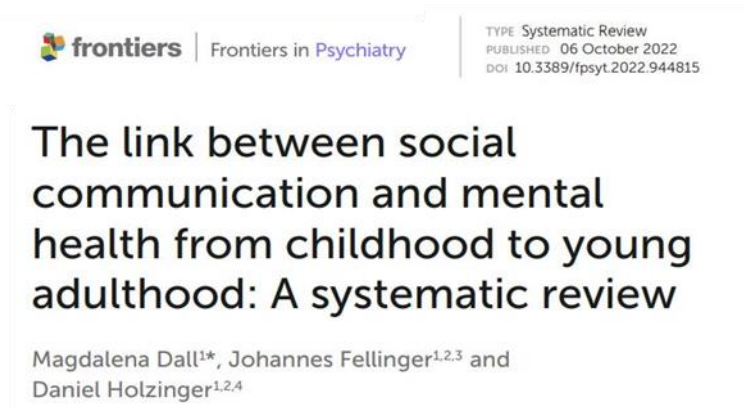 frontiers | Frontiers in Psychiatry
TYPE Systematic Review
PUBLISHED 06 October 2022
DOI 10.3389/fpsyt.2022.944815
The link between social
communication and mental
health from childhood to young
adulthood: A systematic review
Magdalena Dall¹*, Johannes Fellinger¹,²,³ and
Daniel Holzinger¹,²,⁴